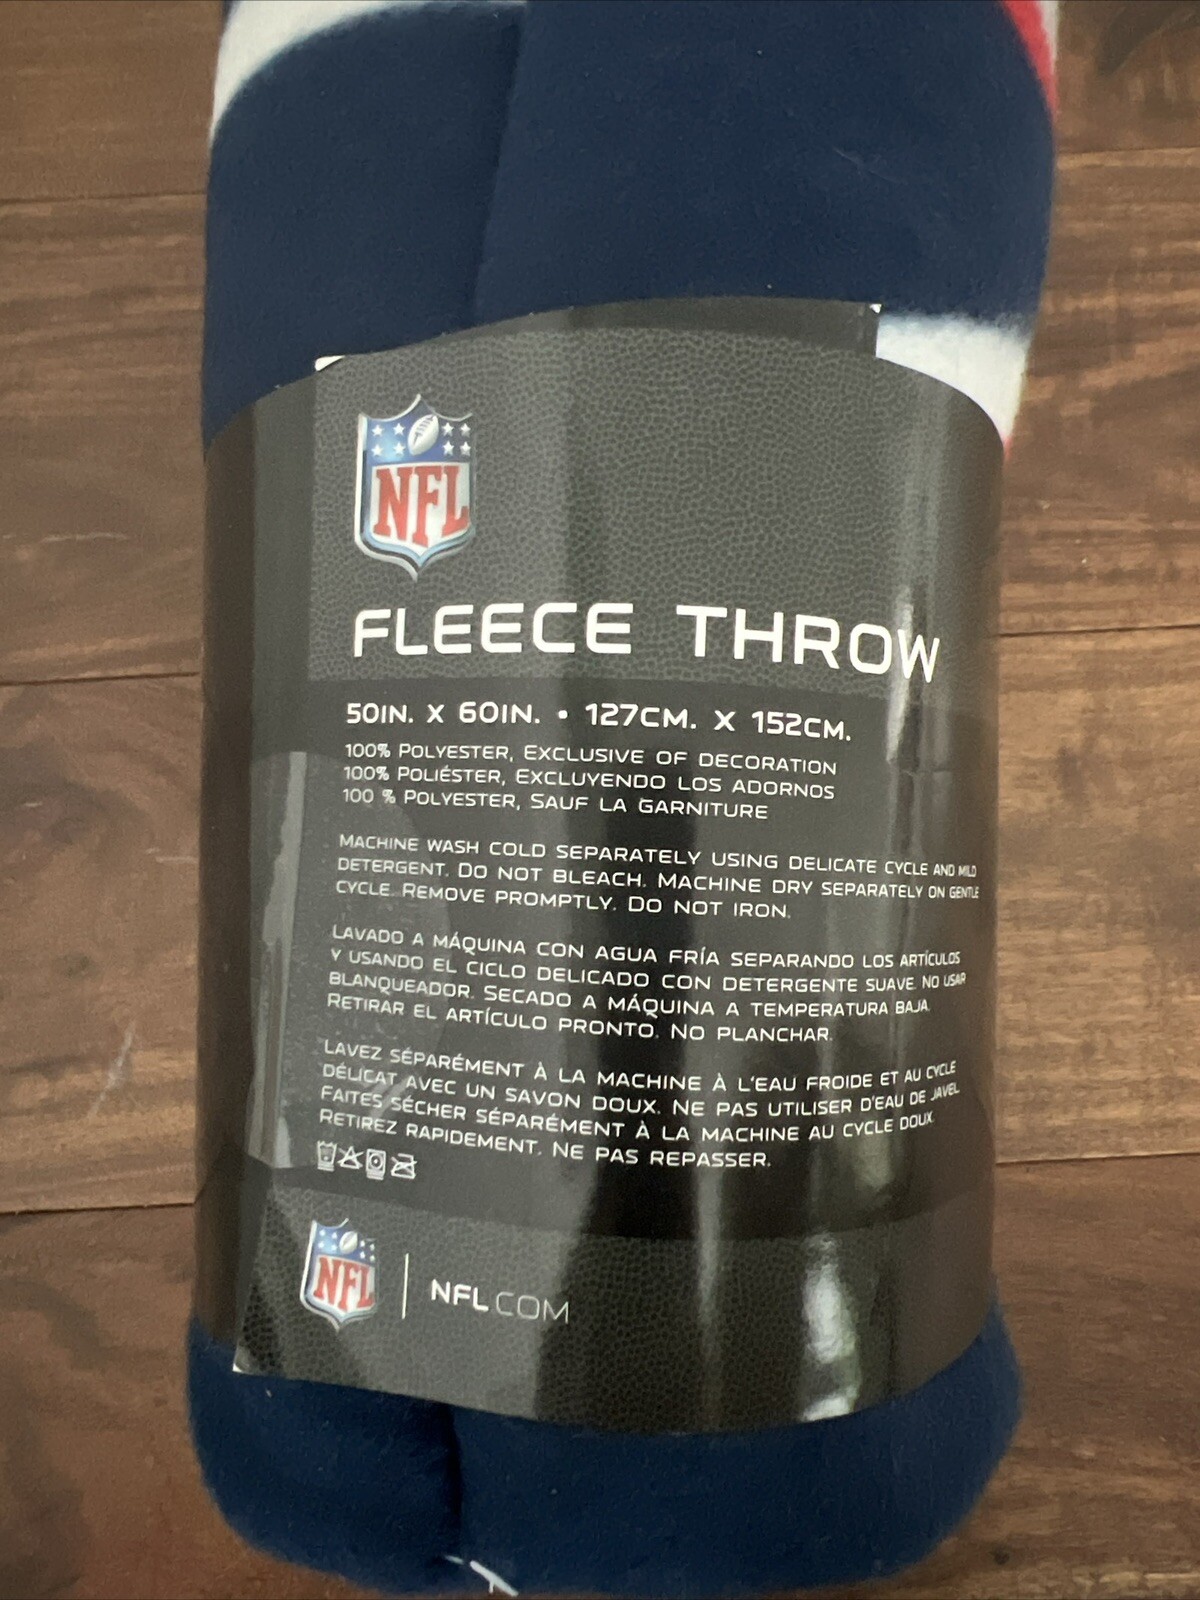 NFL
FLEECE THROW
50IN. X 60IN. • 127CM. X 152CM.
100% POLYESTER, EXCLUSIVE OF DECORATION
100% POLIÉSTER, EXCLUYENDO LOS ADORNOS
100 % POLYESTER, SAUF LA GARNITURE
MACHINE WASH COLD SEPARATELY USING DELICATE CYCLE AND MILD
DETERGENT. DO NOT BLEACH. MACHINE DRY SEPARATELY ON GENTLE
CYCLE. REMOVE PROMPTLY. DO NOT IRON.
LAVADO A MÁQUINA CON AGUA FRÍA SEPARANDO LOS ARTÍCULOS
Y USANDO EL CICLO DELICADO CON DETERGENTE SUAVE. NO USAR
BLANQUEADOR. SECADO A MÁQUINA A TEMPERATURA BAJA.
RETIRAR EL ARTÍCULO PRONTO. NO PLANCHAR.
LAVEZ SÉPARÉMENT À LA MACHINE À L'EAU FROIDE ET AU CYCLE
DÉLICAT AVEC UN SAVON DOUX. NE PAS UTILISER D'EAU DE JAVEL.
FAITES SÉCHER SÉPARÉMENT À LA MACHINE AU CYCLE DOUX.
RETIREZ RAPIDEMENT. NE PAS REPASSER.
NFL | NFL.COM